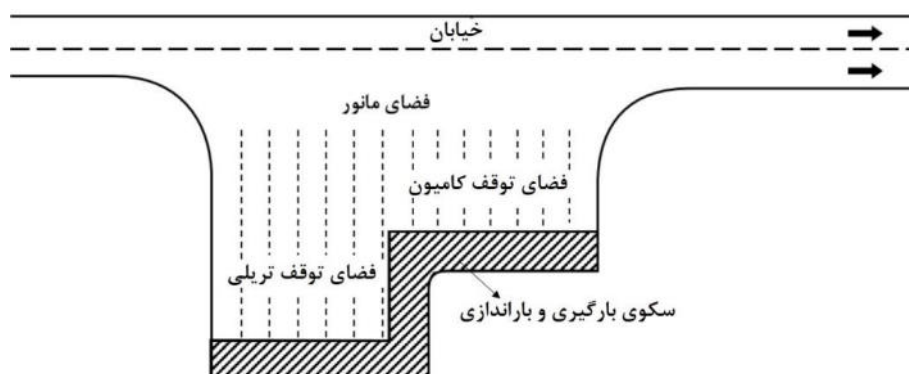 خیابان
فضای مانور
فضای توقف کامیون
فضای توقف تریلی
سکوی بارگیری و باراندازی